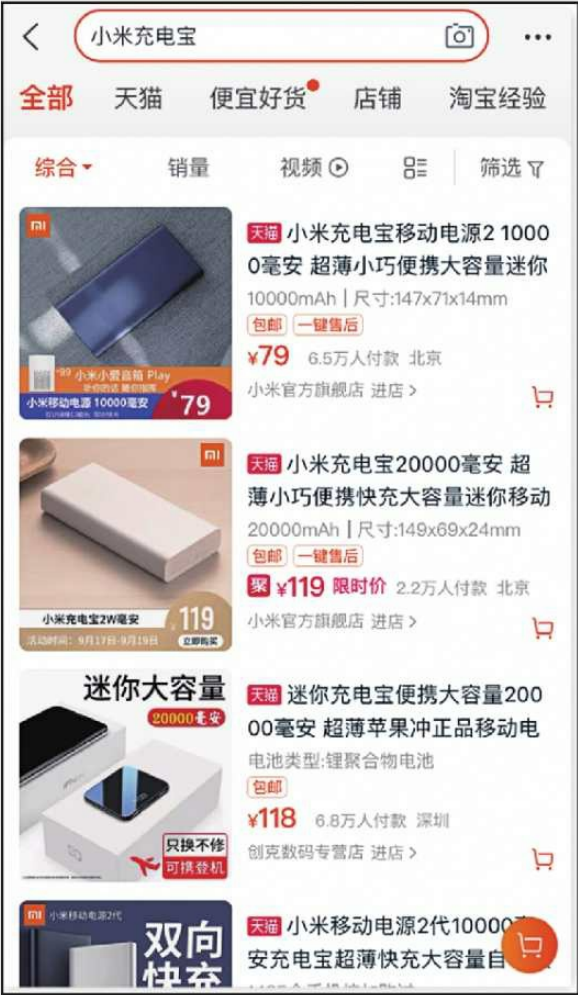 小米充电宝
全部 天猫 便宜好货 店铺 淘宝经验
综合 销量 视频 筛选
天猫 小米充电宝移动电源2 1000
0毫安 超薄小巧便携大容量迷你
10000mAh | 尺寸:147x71x14mm
包邮 一键售后
¥79 6.5万人付款 北京
小米官方旗舰店 进店 >
小米小爱音箱 Play
小米移动电源 10000毫安
¥79
天猫 小米充电宝20000毫安 超
薄小巧便携快充大容量迷你移动
20000mAh | 尺寸:149x69x24mm
包邮 一键售后
聚 ¥119 限时价 2.2万人付款 北京
小米官方旗舰店 进店 >
小米充电宝2W毫安
活动时间：9月17日-9月19日
119
立即购买
迷你大容量
20000毫安
只换不修
可携登机
天猫 迷你充电宝便携大容量200
00毫安 超薄苹果冲正品移动电
电池类型:锂聚合物电池
包邮
¥118 6.8万人付款 深圳
创克数码专营店 进店 >
小米移动电源2代
双向
快充
天猫 小米移动电源2代10000
安充电宝超薄快充大容量自